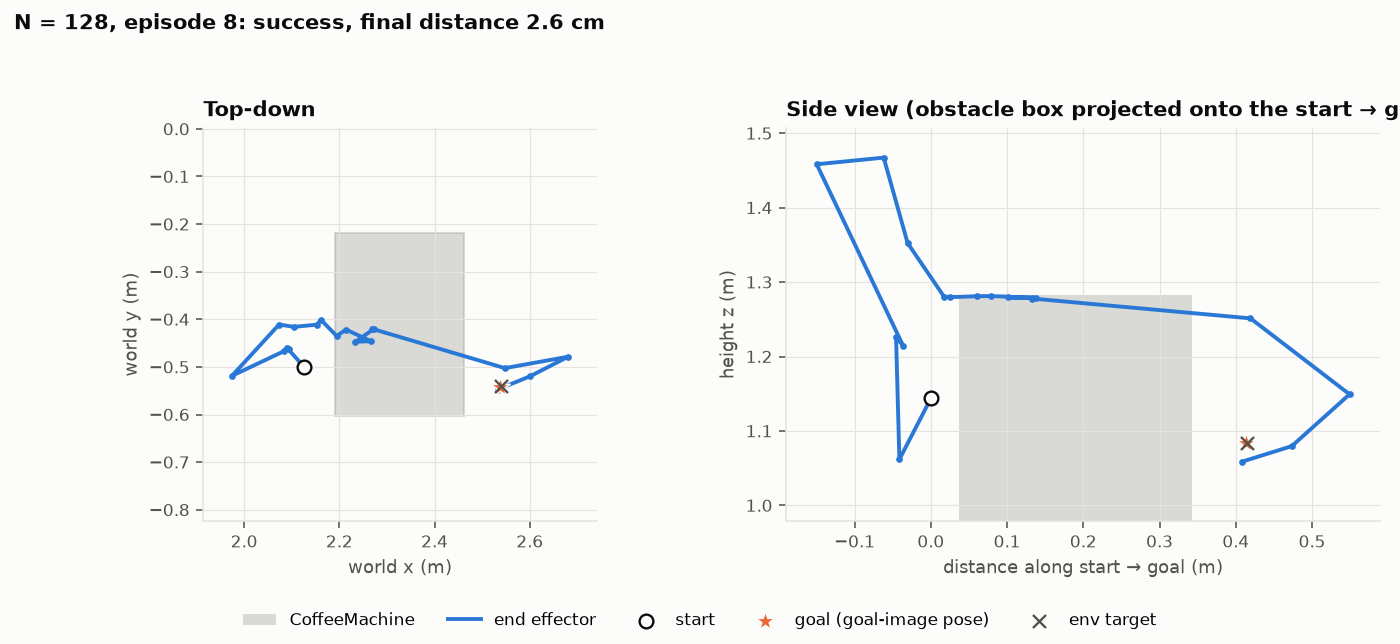 N = 128, episode 8: success, final distance 2.6 cm
Top-down
0.0
−0.1
−0.2
−0.3
−0.4
−0.5
−0.6
−0.7
−0.8
world y (m)
2.0 2.2 2.4 2.6
world x (m)
Side view (obstacle box projected onto the start → g
1.5
1.4
1.3
1.2
1.1
1.0
height z (m)
−0.1 0.0 0.1 0.2 0.3 0.4 0.5
distance along start → goal (m)
CoffeeMachine end effector start goal (goal-image pose) env target